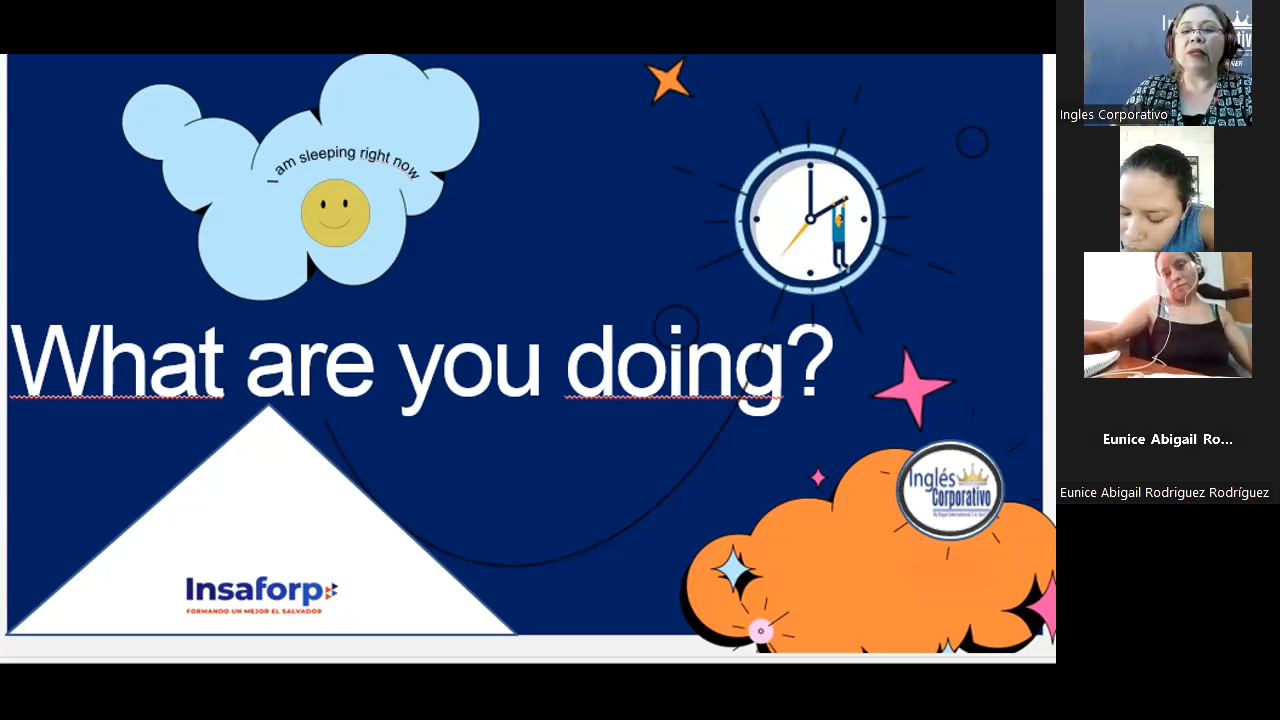 I am sleeping right now
What are you doing?
Inglés
Corporativo
Insaforp
FORMANDO UN MEJOR EL SALVADOR
Ingles Corporativo
Eunice Abigail Ro...
Eunice Abigail Rodriguez Rodríguez